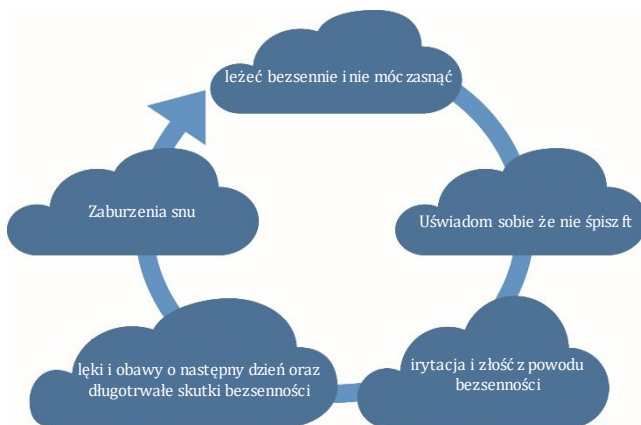 leżeć bezsennie i nie móc zasnąć
Uświadom sobie że nie śpisz ft
irytacja i złość z powodu
bezsenności
lęki i obawy o następny dzień oraz
długotrwałe skutki bezsenności
Zaburzenia snu